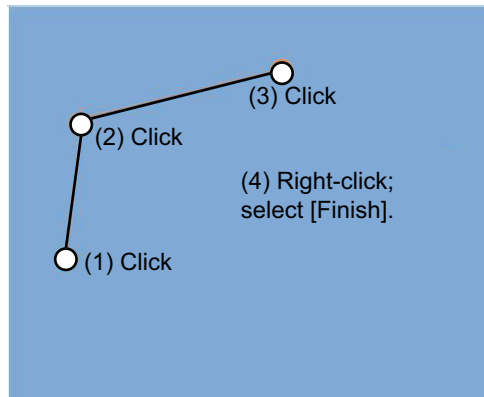 (3) Click
(2) Click
(4) Right-click;
select [Finish].
(1) Click